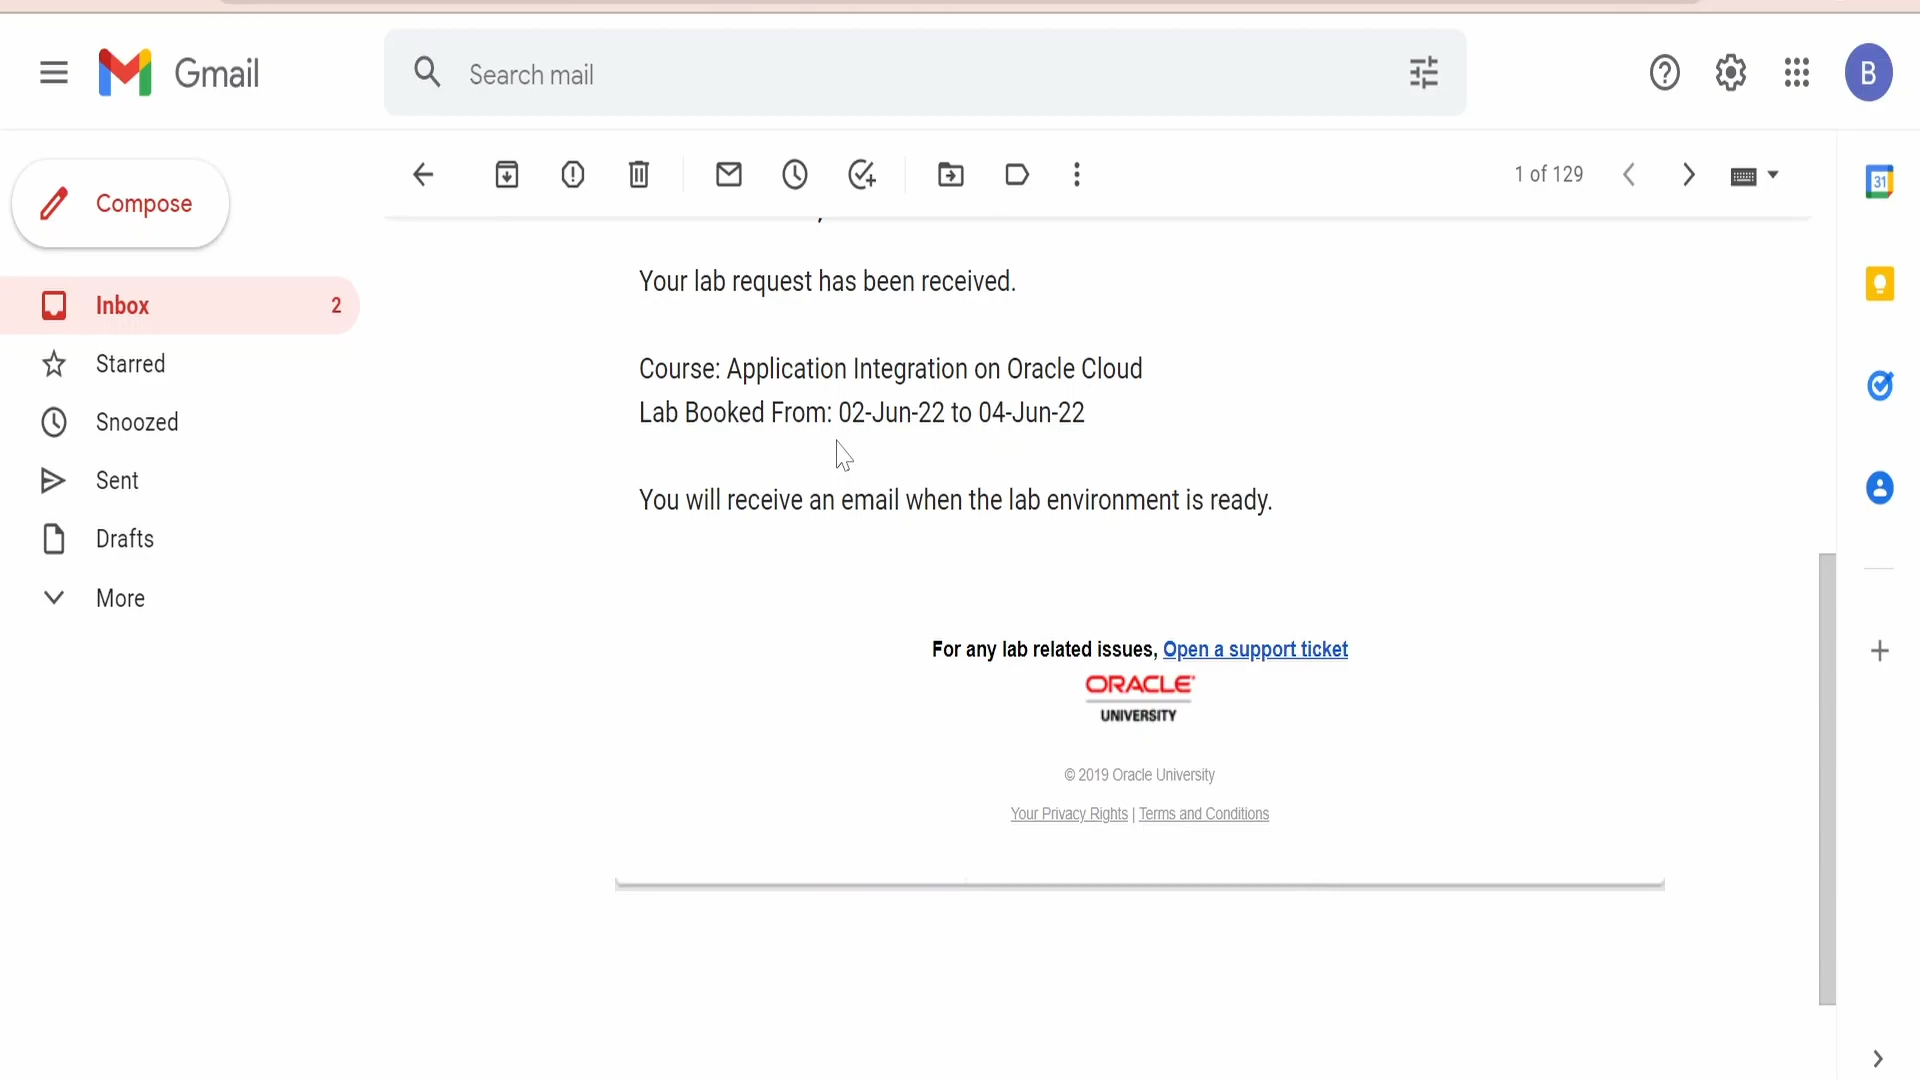 Gmail
Search mail
B
Compose
1 of 129
31
Inbox 2
Starred
Snoozed
Sent
Drafts
More
Your lab request has been received.
Course: Application Integration on Oracle Cloud
Lab Booked From: 02-Jun-22 to 04-Jun-22
You will receive an email when the lab environment is ready.
For any lab related issues, Open a support ticket
ORACLE
UNIVERSITY
© 2019 Oracle University
Your Privacy Rights | Terms and Conditions